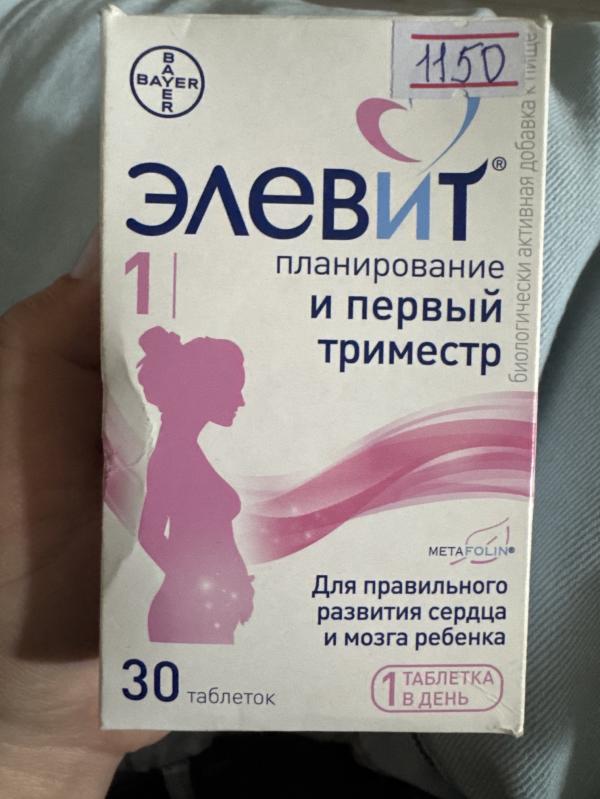 BAYER
BAYER
1150
ЭЛЕВИТ®
1
планирование
и первый
триместр
биологически активная добавка к пище
METAFOLIN®
Для правильного
развития сердца
и мозга ребенка
30 таблеток
1 ТАБЛЕТКА
В ДЕНЬ